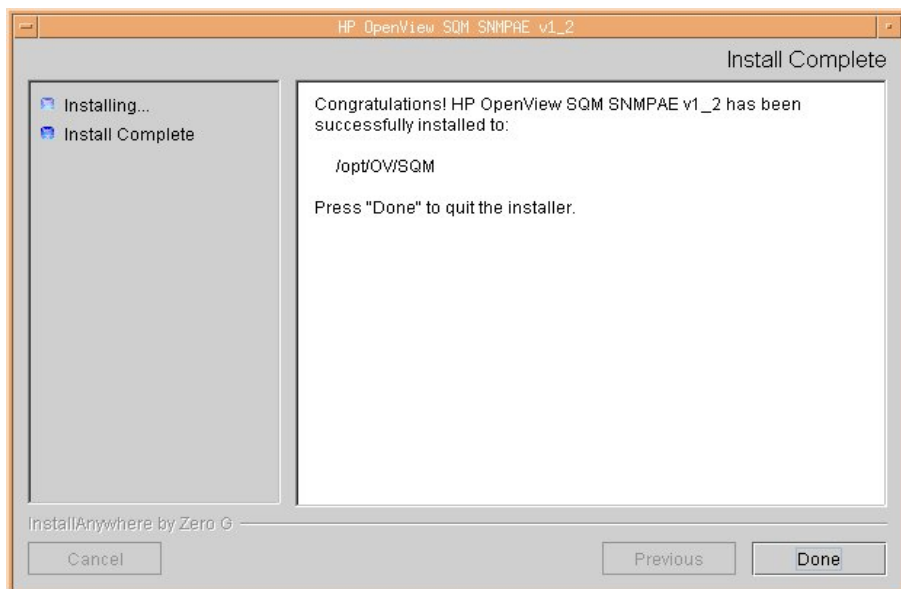 HP OpenView SQM SNMPAE v1_2
Install Complete
Installing...
Install Complete
Congratulations! HP OpenView SQM SNMPAE v1_2 has been
successfully installed to:
/opt/OV/SQM
Press "Done" to quit the installer.
InstallAnywhere by Zero G
Cancel
Previous
Done